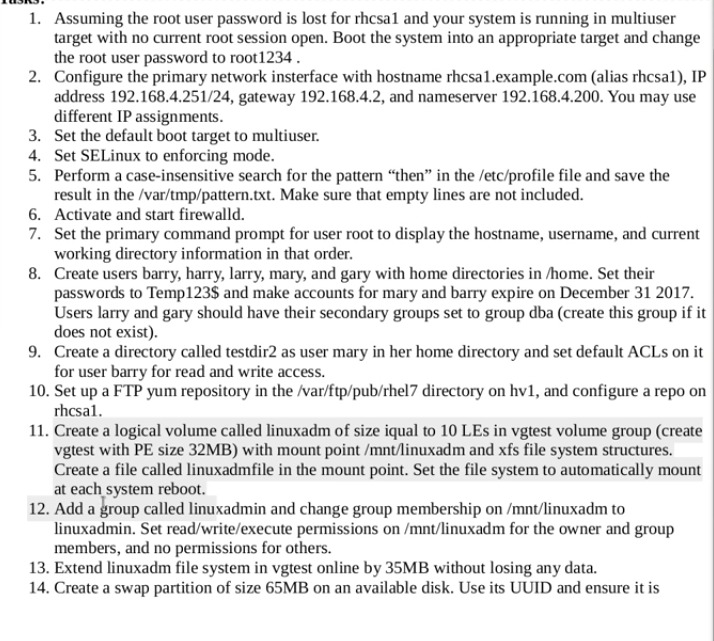 Tasks:
1. Assuming the root user password is lost for rhcsa1 and your system is running in multiuser
target with no current root session open. Boot the system into an appropriate target and change
the root user password to root1234 .
2. Configure the primary network insterface with hostname rhcsa1.example.com (alias rhcsa1), IP
address 192.168.4.251/24, gateway 192.168.4.2, and nameserver 192.168.4.200. You may use
different IP assignments.
3. Set the default boot target to multiuser.
4. Set SELinux to enforcing mode.
5. Perform a case-insensitive search for the pattern “then” in the /etc/profile file and save the
result in the /var/tmp/pattern.txt. Make sure that empty lines are not included.
6. Activate and start firewalld.
7. Set the primary command prompt for user root to display the hostname, username, and current
working directory information in that order.
8. Create users barry, harry, larry, mary, and gary with home directories in /home. Set their
passwords to Temp123$ and make accounts for mary and barry expire on December 31 2017.
Users larry and gary should have their secondary groups set to group dba (create this group if it
does not exist).
9. Create a directory called testdir2 as user mary in her home directory and set default ACLs on it
for user barry for read and write access.
10. Set up a FTP yum repository in the /var/ftp/pub/rhel7 directory on hv1, and configure a repo on
rhcsa1.
11. Create a logical volume called linuxadm of size iqual to 10 LEs in vgtest volume group (create
vgtest with PE size 32MB) with mount point /mnt/linuxadm and xfs file system structures.
Create a file called linuxadmfile in the mount point. Set the file system to automatically mount
at each system reboot.
12. Add a group called linuxadmin and change group membership on /mnt/linuxadm to
linuxadmin. Set read/write/execute permissions on /mnt/linuxadm for the owner and group
members, and no permissions for others.
13. Extend linuxadm file system in vgtest online by 35MB without losing any data.
14. Create a swap partition of size 65MB on an available disk. Use its UUID and ensure it is